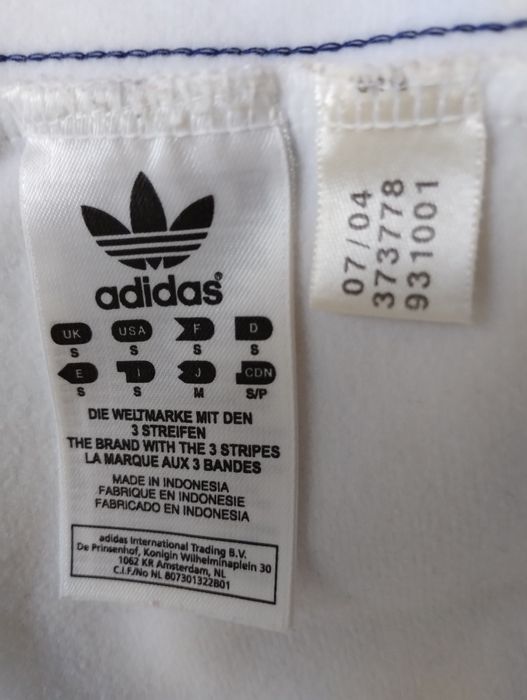 adidas®
UK USA F D
S S S S
E I J CDN
S S M S/P
DIE WELTMARKE MIT DEN
3 STREIFEN
THE BRAND WITH THE 3 STRIPES
LA MARQUE AUX 3 BANDES
MADE IN INDONESIA
FABRIQUE EN INDONESIE
FABRICADO EN INDONESIA
adidas International Trading B.V.
De Prinsenhof, Konigin Wilhelminaplein 30
1062 KR Amsterdam, NL
C.I.F./No NL 807301322B01
07/04
373778
931001